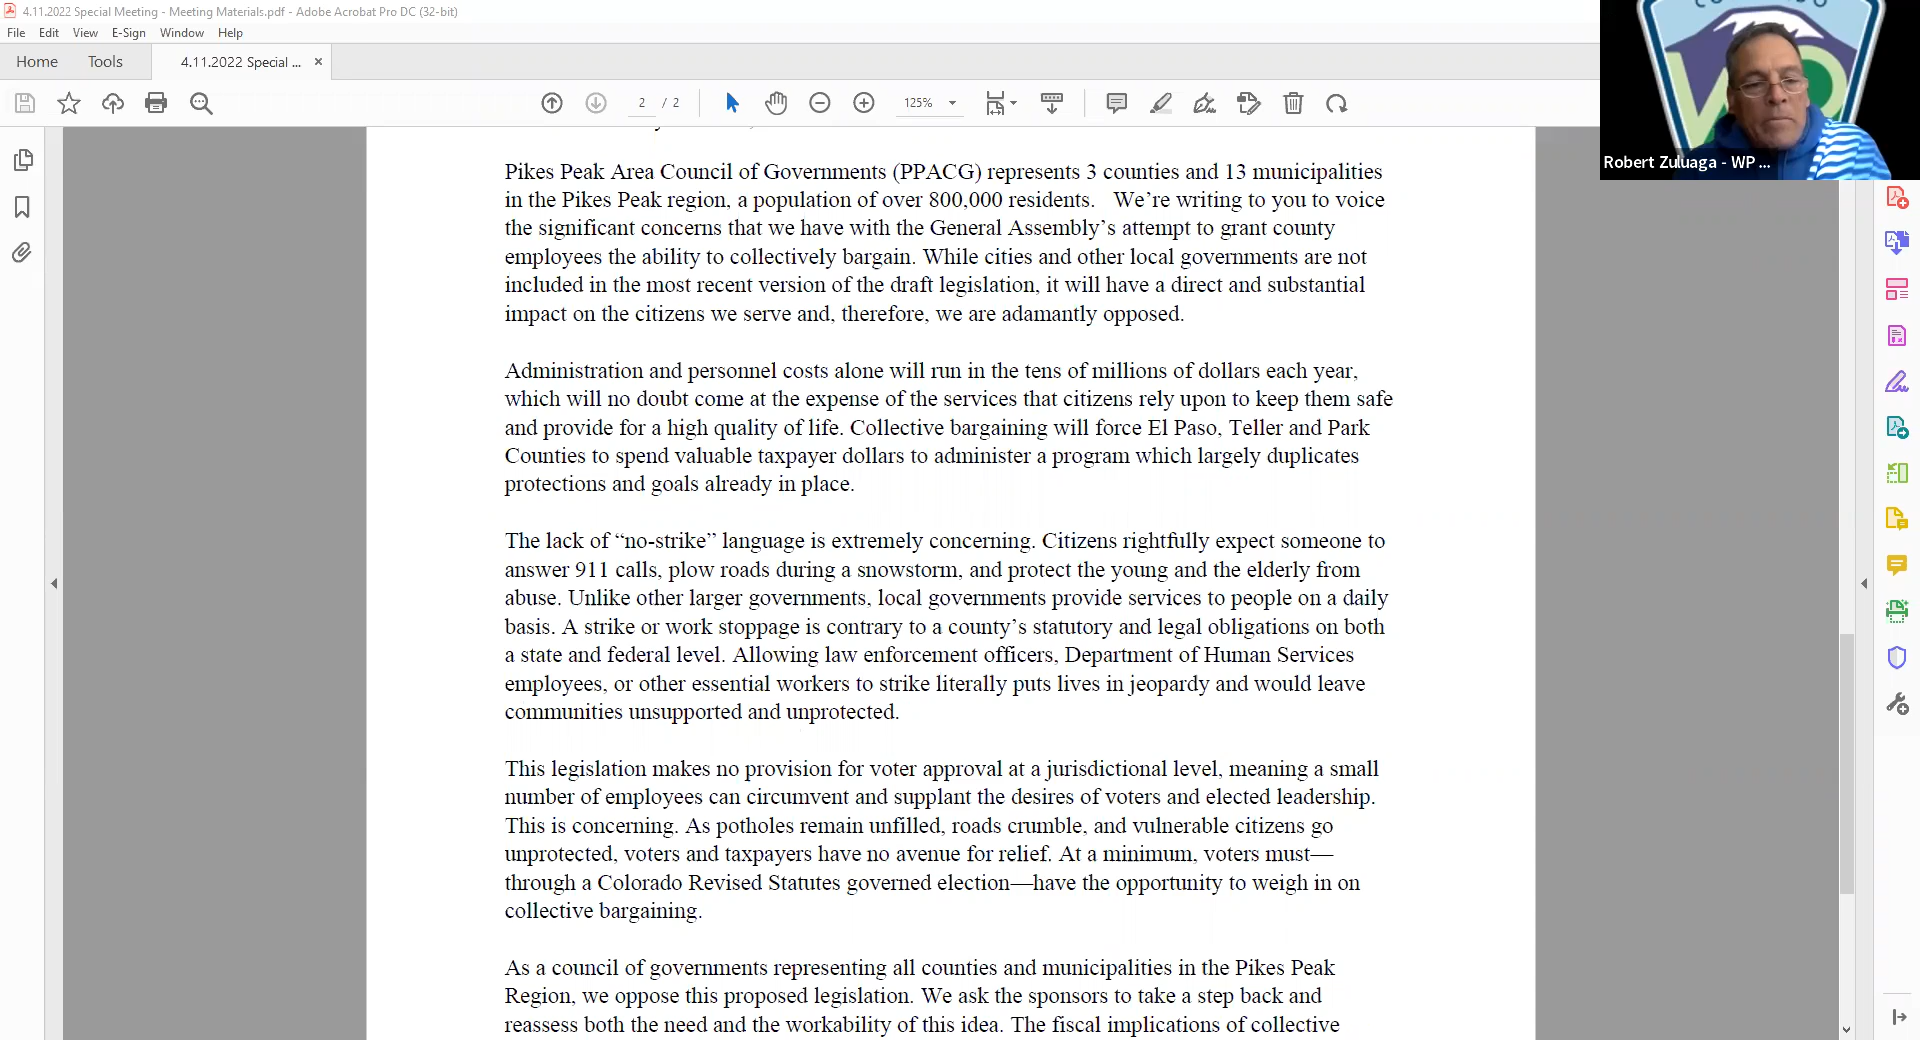 4.11.2022 Special Meeting - Meeting Materials.pdf - Adobe Acrobat Pro DC (32-bit)
File Edit View E-Sign Window Help
Home Tools 4.11.2022 Special ... ×
2 / 2 125%
Robert Zuluaga - WP ...
Pikes Peak Area Council of Governments (PPACG) represents 3 counties and 13 municipalities
in the Pikes Peak region, a population of over 800,000 residents. We’re writing to you to voice
the significant concerns that we have with the General Assembly’s attempt to grant county
employees the ability to collectively bargain. While cities and other local governments are not
included in the most recent version of the draft legislation, it will have a direct and substantial
impact on the citizens we serve and, therefore, we are adamantly opposed.
Administration and personnel costs alone will run in the tens of millions of dollars each year,
which will no doubt come at the expense of the services that citizens rely upon to keep them safe
and provide for a high quality of life. Collective bargaining will force El Paso, Teller and Park
Counties to spend valuable taxpayer dollars to administer a program which largely duplicates
protections and goals already in place.
The lack of “no-strike” language is extremely concerning. Citizens rightfully expect someone to
answer 911 calls, plow roads during a snowstorm, and protect the young and the elderly from
abuse. Unlike other larger governments, local governments provide services to people on a daily
basis. A strike or work stoppage is contrary to a county’s statutory and legal obligations on both
a state and federal level. Allowing law enforcement officers, Department of Human Services
employees, or other essential workers to strike literally puts lives in jeopardy and would leave
communities unsupported and unprotected.
This legislation makes no provision for voter approval at a jurisdictional level, meaning a small
number of employees can circumvent and supplant the desires of voters and elected leadership.
This is concerning. As potholes remain unfilled, roads crumble, and vulnerable citizens go
unprotected, voters and taxpayers have no avenue for relief. At a minimum, voters must—
through a Colorado Revised Statutes governed election—have the opportunity to weigh in on
collective bargaining.
As a council of governments representing all counties and municipalities in the Pikes Peak
Region, we oppose this proposed legislation. We ask the sponsors to take a step back and
reassess both the need and the workability of this idea. The fiscal implications of collective